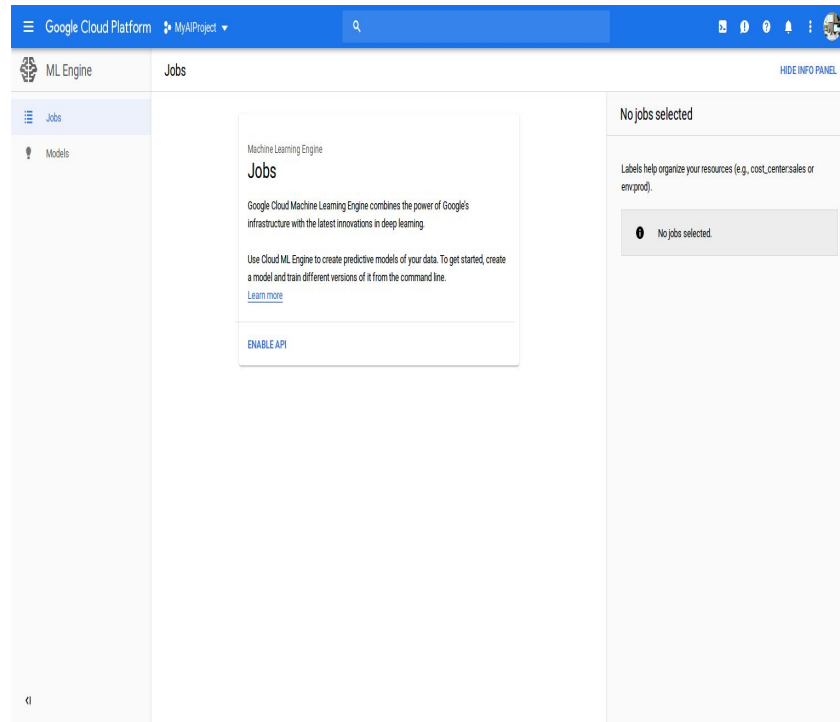 Google Cloud Platform MyAIProject
ML Engine
Jobs
HIDE INFO PANEL
Jobs
Models
Machine Learning Engine
Jobs
Google Cloud Machine Learning Engine combines the power of Google's
infrastructure with the latest innovations in deep learning.
Use Cloud ML Engine to create predictive models of your data. To get started, create
a model and train different versions of it from the command line.
Learn more
ENABLE API
No jobs selected
Labels help organize your resources (e.g., cost_center:sales or
env:prod).
No jobs selected.